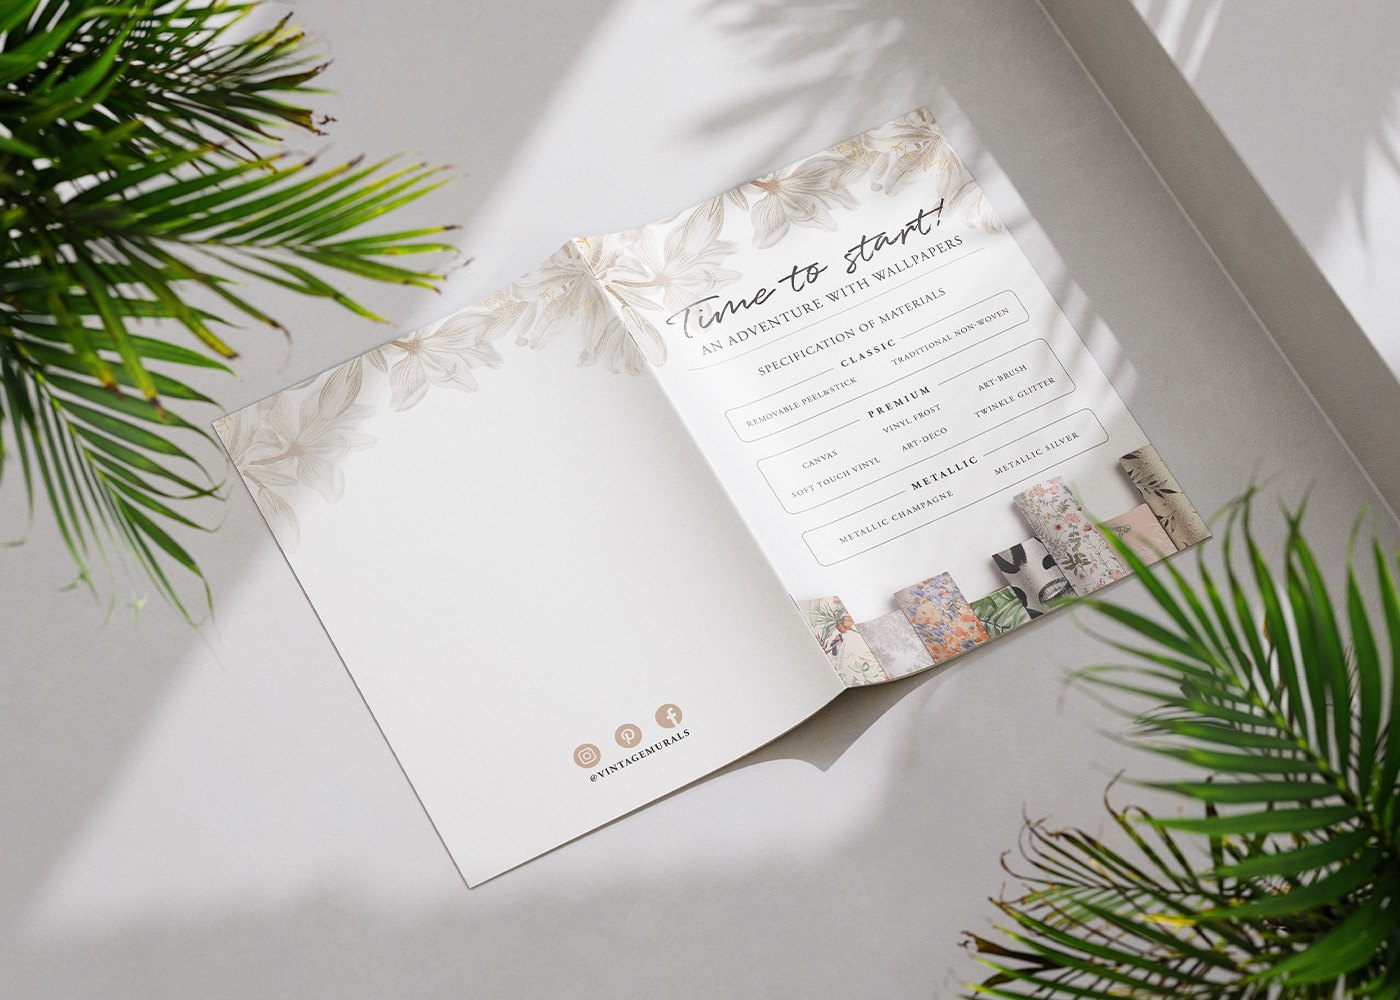 Time to start!
AN ADVENTURE WITH WALLPAPERS
SPECIFICATION OF MATERIALS
CLASSIC
REMOVABLE PEEL&STICK TRADITIONAL NON-WOVEN
PREMIUM
CANVAS VINYL FROST ART-BRUSH
SOFT TOUCH VINYL ART-DECO TWINKLE GLITTER
METALLIC
METALLIC CHAMPAGNE METALLIC SILVER
@VINTAGEMURALS